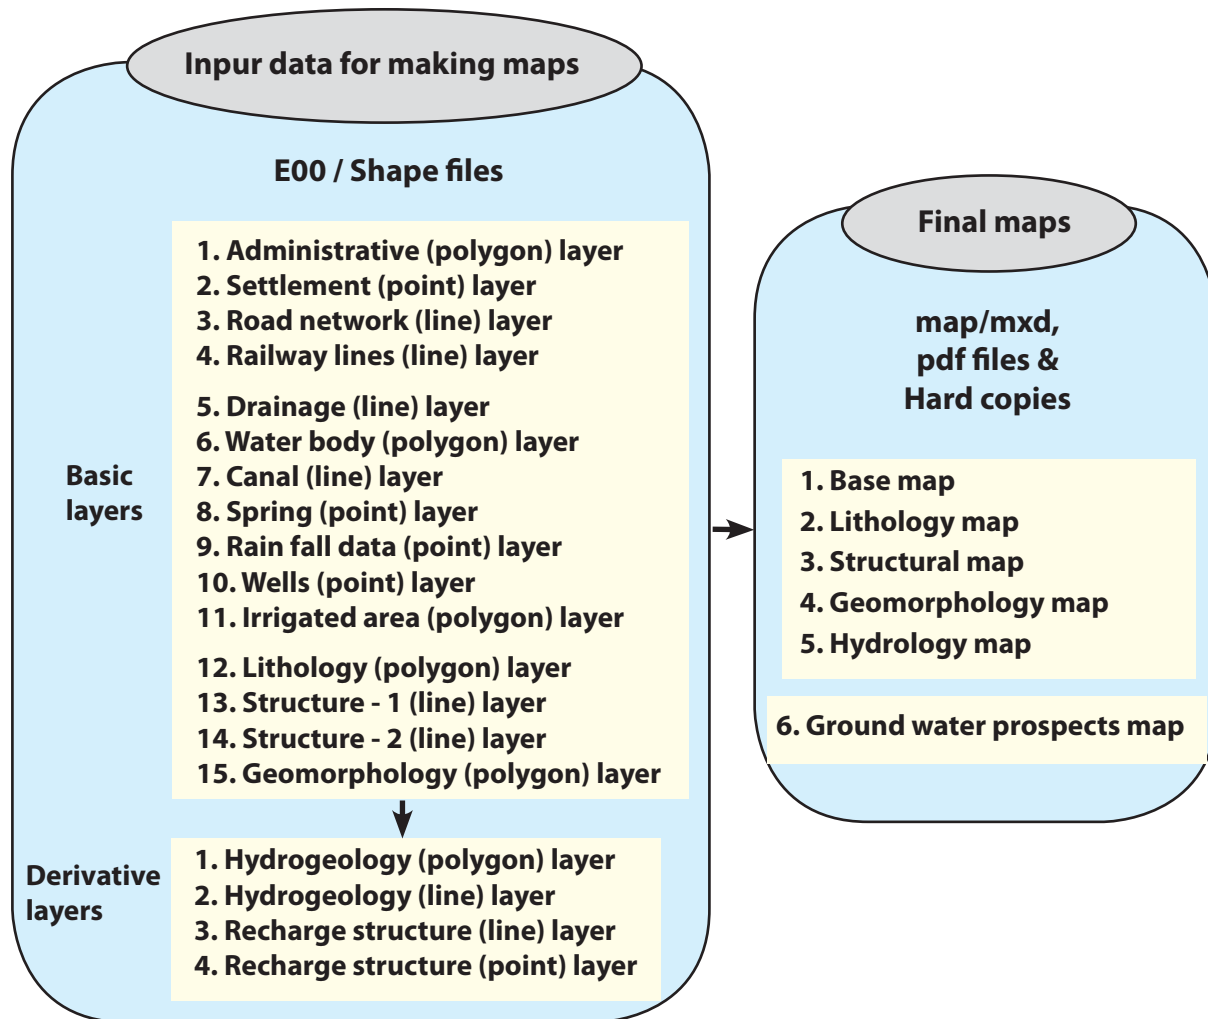 Inpur data for making maps
E00 / Shape files
Basic
layers
1. Administrative (polygon) layer
2. Settlement (point) layer
3. Road network (line) layer
4. Railway lines (line) layer
5. Drainage (line) layer
6. Water body (polygon) layer
7. Canal (line) layer
8. Spring (point) layer
9. Rain fall data (point) layer
10. Wells (point) layer
11. Irrigated area (polygon) layer
12. Lithology (polygon) layer
13. Structure - 1 (line) layer
14. Structure - 2 (line) layer
15. Geomorphology (polygon) layer
Derivative
layers
1. Hydrogeology (polygon) layer
2. Hydrogeology (line) layer
3. Recharge structure (line) layer
4. Recharge structure (point) layer
Final maps
map/mxd,
pdf files &
Hard copies
1. Base map
2. Lithology map
3. Structural map
4. Geomorphology map
5. Hydrology map
6. Ground water prospects map